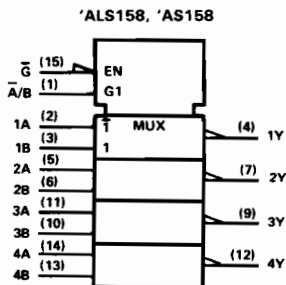 'ALS158, 'AS158
G̅ (15) EN
A̅/B (1) G1
1A (2) 1̅ MUX (4) 1Y
1B (3) 1
2A (5) (7) 2Y
2B (6)
3A (11) (9) 3Y
3B (10)
4A (14) (12) 4Y
4B (13)